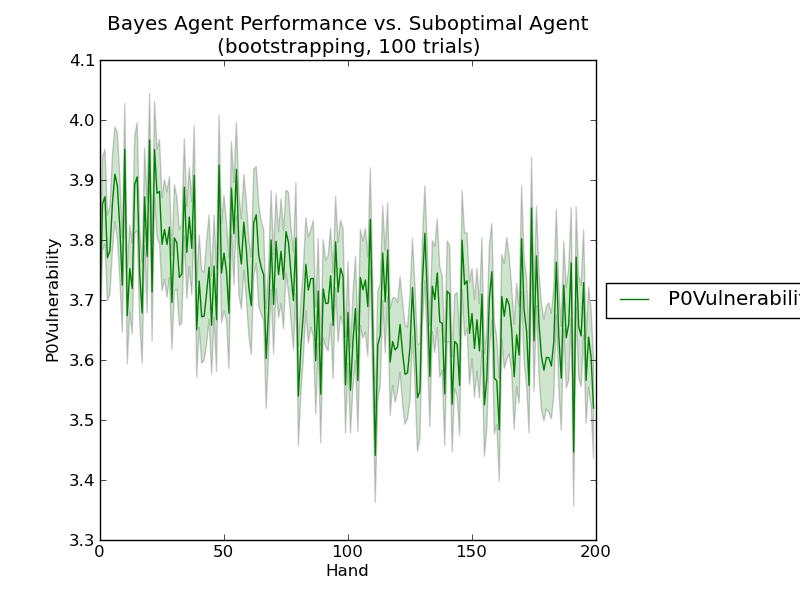 Bayes Agent Performance vs. Suboptimal Agent
(bootstrapping, 100 trials)
4.1
4.0
3.9
3.8
3.7
3.6
3.5
3.4
3.3
P0Vulnerability
0
50
100
150
200
Hand
P0Vulnerabili